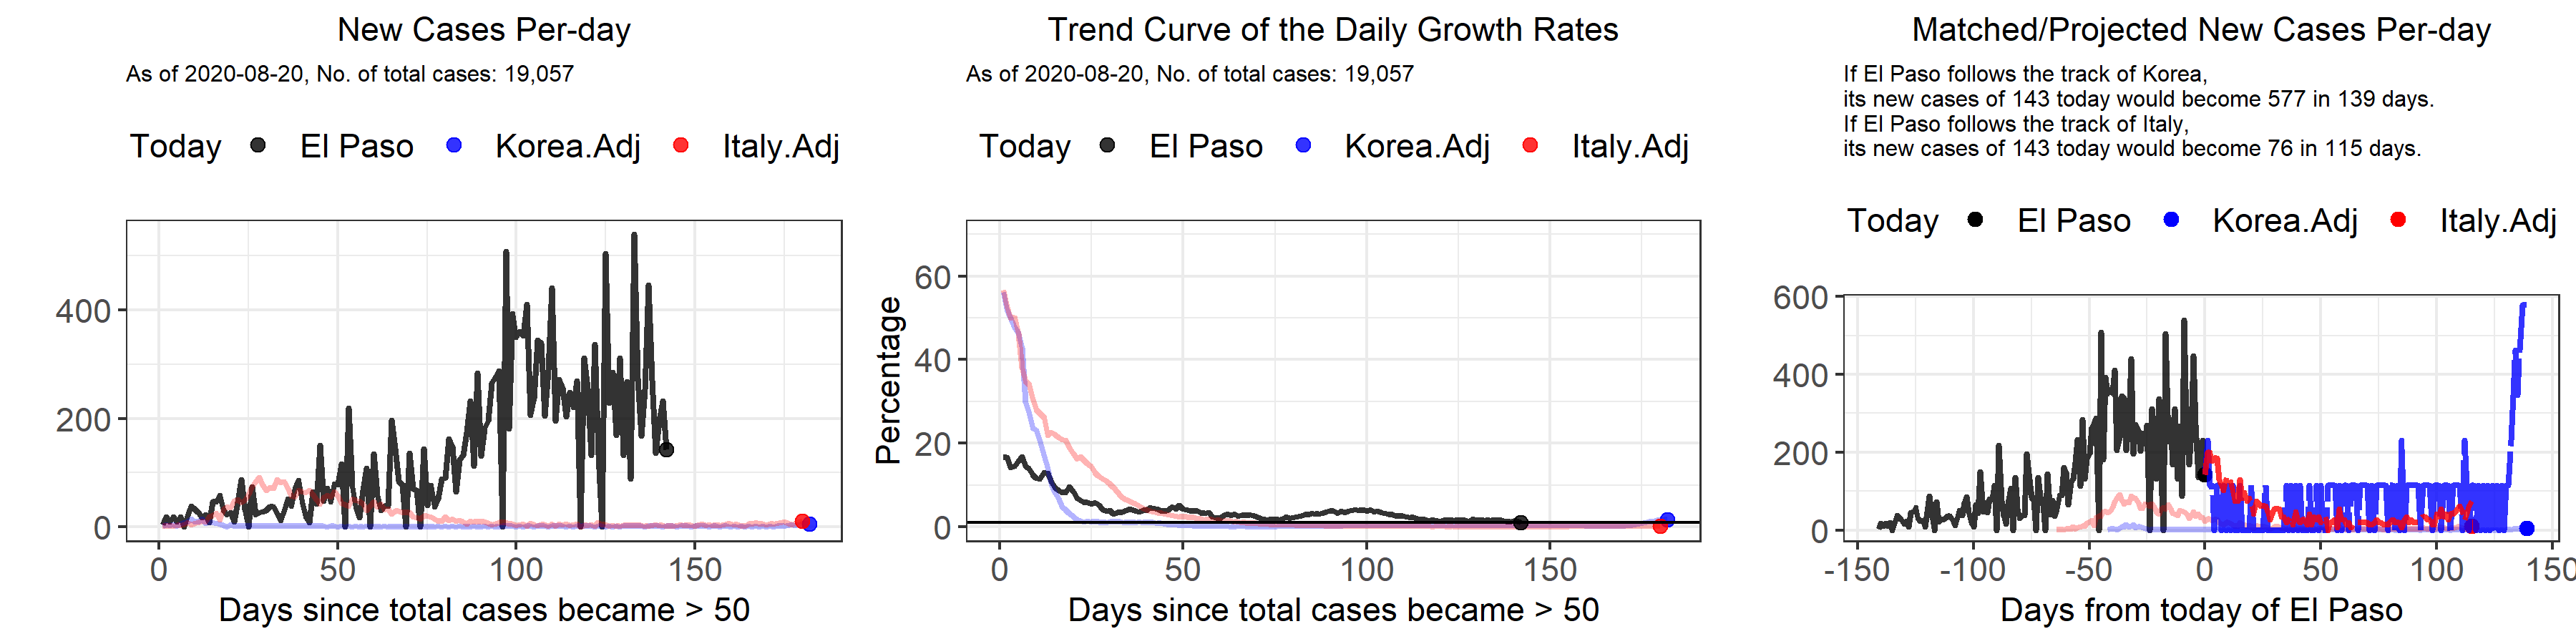 New Cases Per-day
As of 2020-08-20, No. of total cases: 19,057
Today El Paso Korea.Adj Italy.Adj
400
200
0
0 50 100 150
Days since total cases became > 50
Trend Curve of the Daily Growth Rates
As of 2020-08-20, No. of total cases: 19,057
Today El Paso Korea.Adj Italy.Adj
Percentage
60
40
20
0
0 50 100 150
Days since total cases became > 50
Matched/Projected New Cases Per-day
If El Paso follows the track of Korea,
its new cases of 143 today would become 577 in 139 days.
If El Paso follows the track of Italy,
its new cases of 143 today would become 76 in 115 days.
Today El Paso Korea.Adj Italy.Adj
600
400
200
0
-150 -100 -50 0 50 100 150
Days from today of El Paso